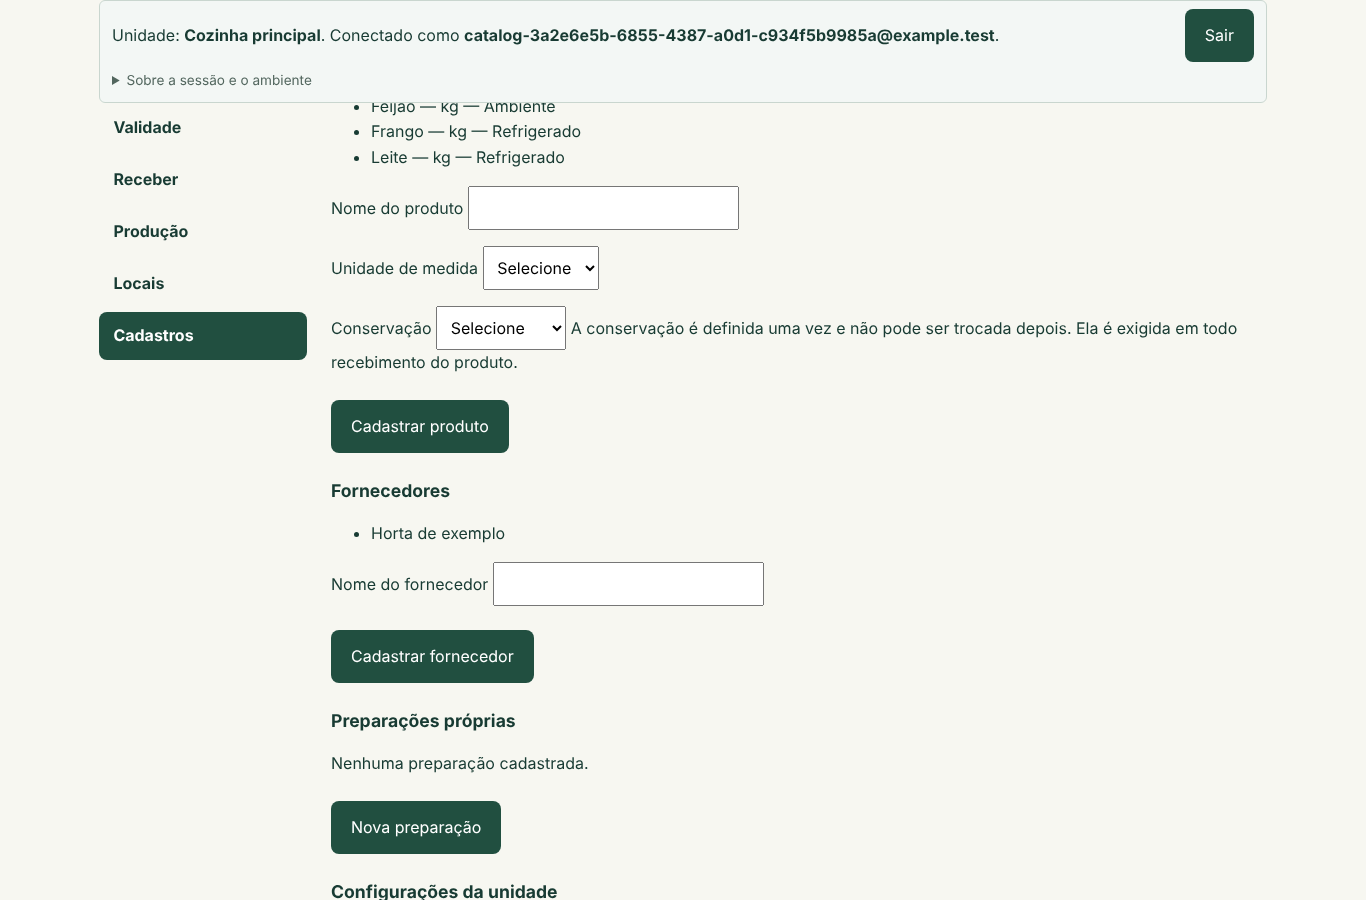 Unidade: Cozinha principal. Conectado como catalog-3a2e6e5b-6855-4387-a0d1-c934f5b9985a@example.test.
Sair
Sobre a sessão e o ambiente
Validade
Receber
Produção
Locais
Cadastros
Feijão — kg — Ambiente
Frango — kg — Refrigerado
Leite — kg — Refrigerado
Nome do produto
Unidade de medida Selecione
Conservação Selecione A conservação é definida uma vez e não pode ser trocada depois. Ela é exigida em todo
recebimento do produto.
Cadastrar produto
Fornecedores
Horta de exemplo
Nome do fornecedor
Cadastrar fornecedor
Preparações próprias
Nenhuma preparação cadastrada.
Nova preparação
Configurações da unidade